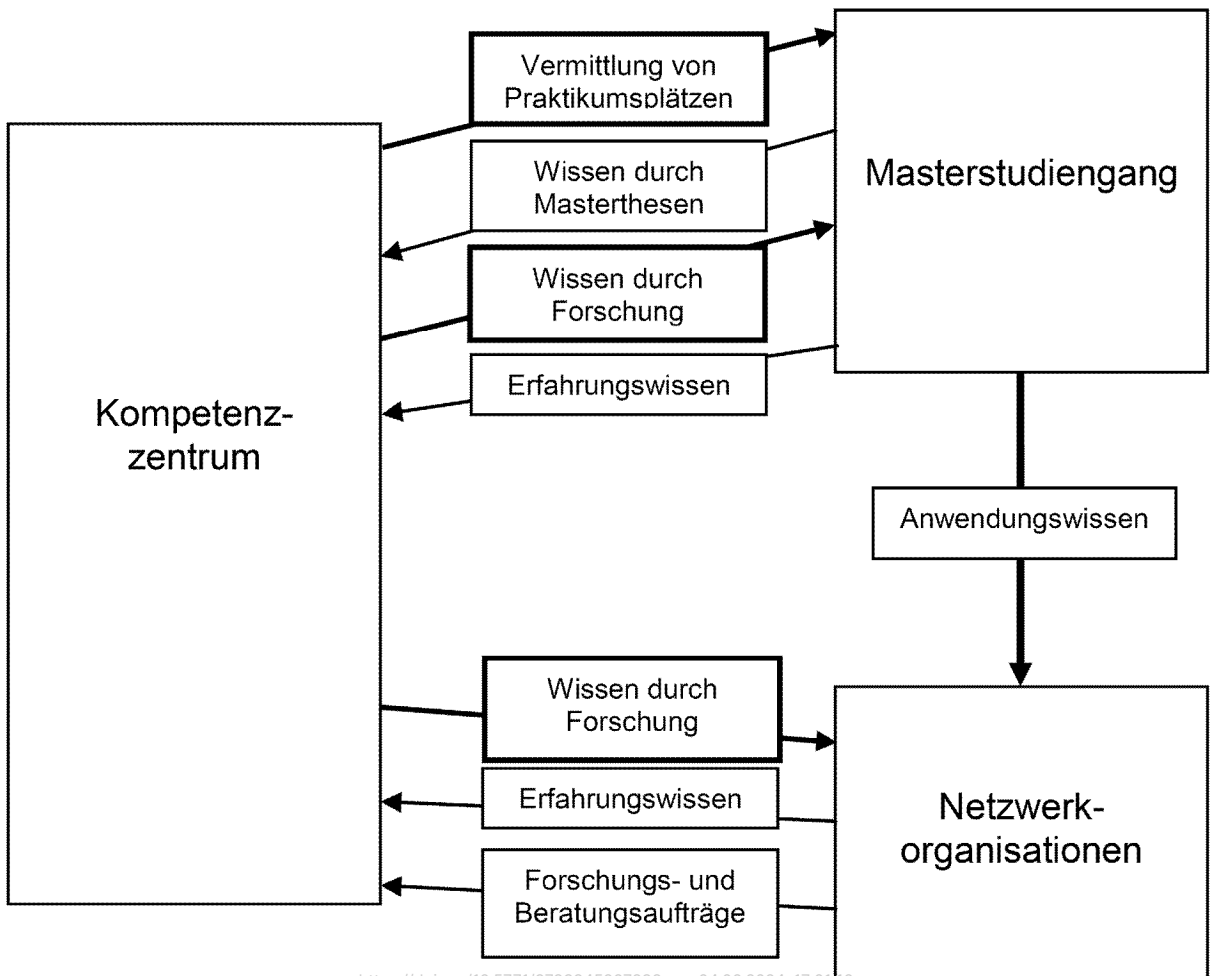 Vermittlung von
Praktikumsplätzen
Wissen durch
Masterthesen
Masterstudiengang
Wissen durch
Forschung
Erfahrungswissen
Kompetenz-
zentrum
Anwendungswissen
Wissen durch
Forschung
Erfahrungswissen
Netzwerk-
organisationen
Forschungs- und
Beratungsaufträge